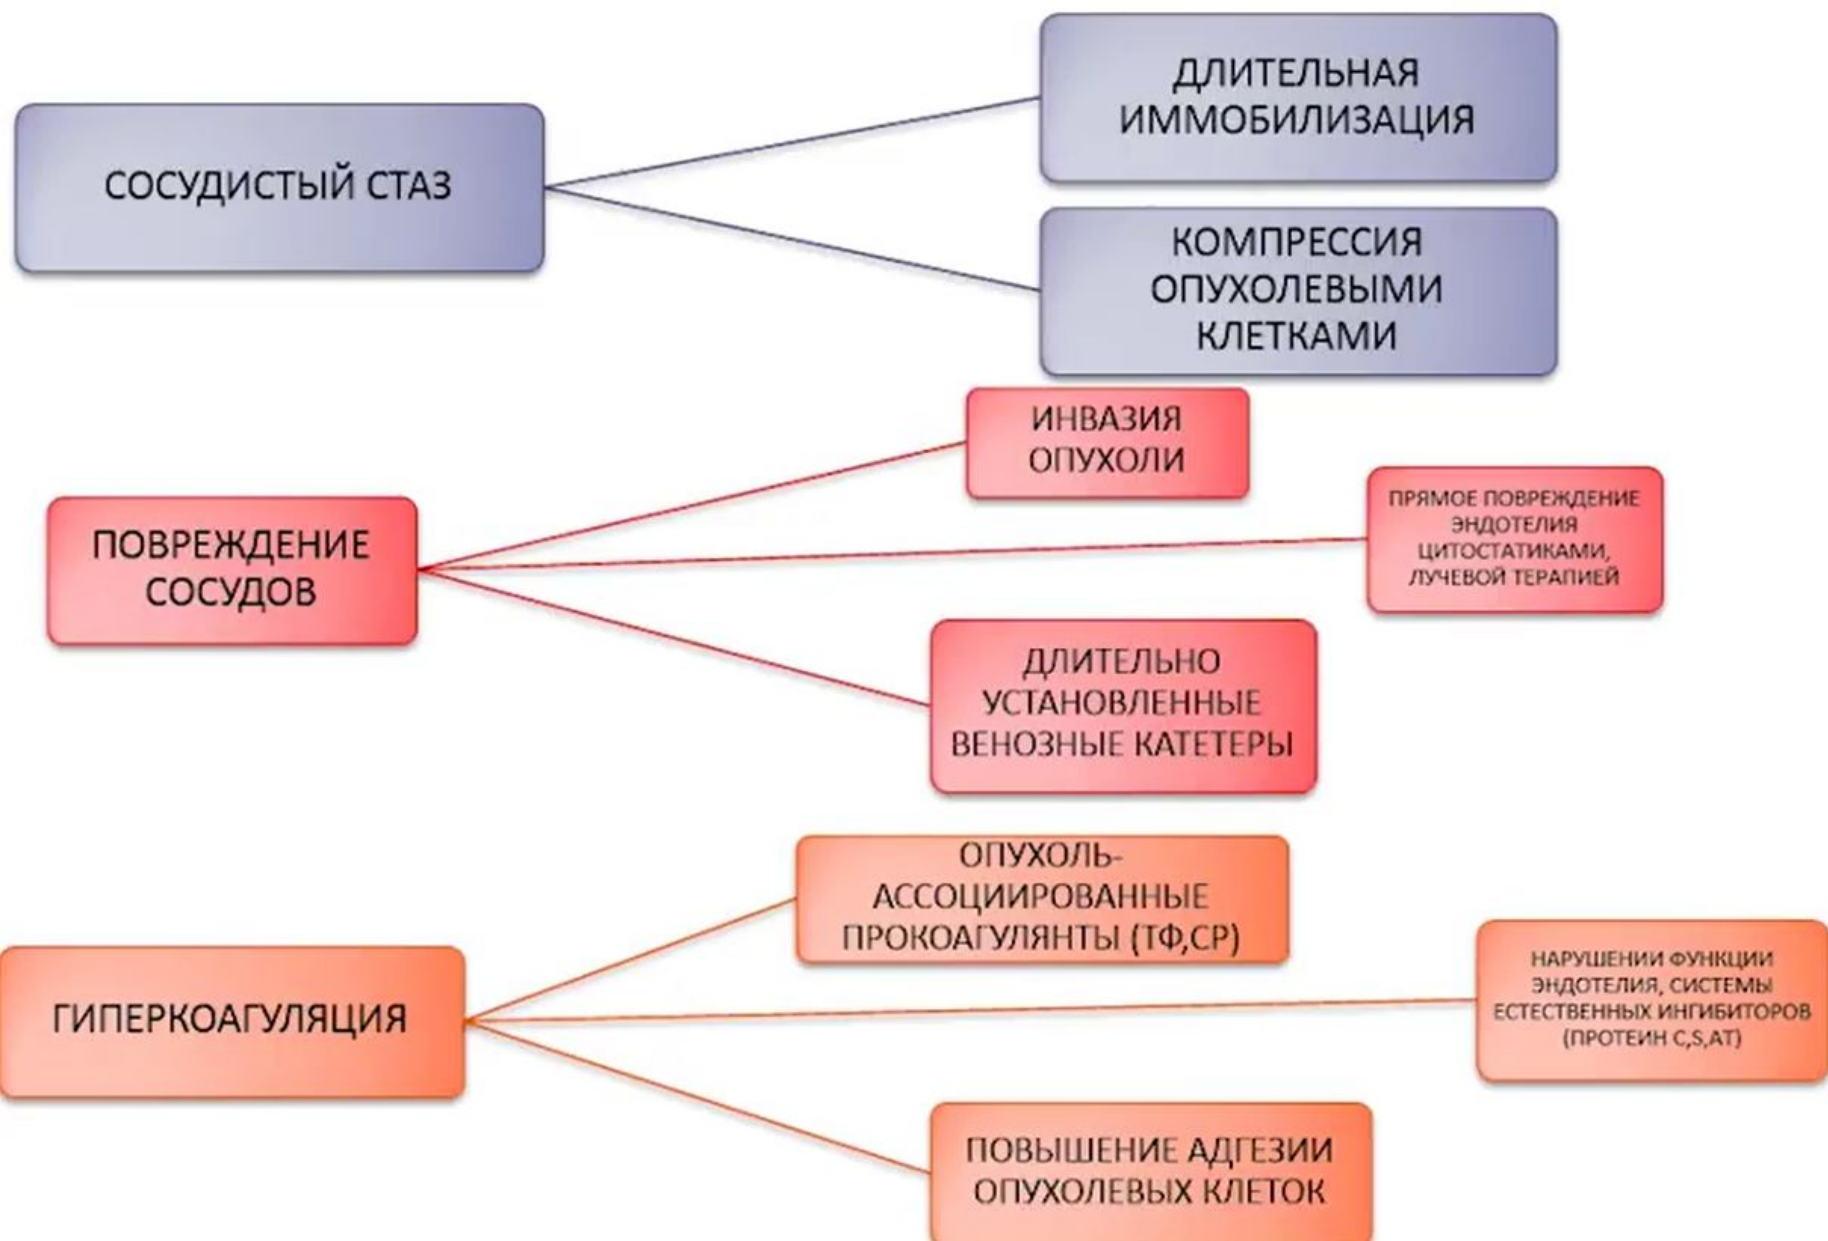 СОСУДИСТЫЙ СТАЗ
ДЛИТЕЛЬНАЯ
ИММОБИЛИЗАЦИЯ
КОМПРЕССИЯ
ОПУХОЛЕВЫМИ
КЛЕТКАМИ
ПОВРЕЖДЕНИЕ
СОСУДОВ
ИНВАЗИЯ
ОПУХОЛИ
ПРЯМОЕ ПОВРЕЖДЕНИЕ
ЭНДОТЕЛИЯ
ЦИТОСТАТИКАМИ,
ЛУЧЕВОЙ ТЕРАПИЕЙ
ДЛИТЕЛЬНО
УСТАНОВЛЕННЫЕ
ВЕНОЗНЫЕ КАТЕТЕРЫ
ГИПЕРКОАГУЛЯЦИЯ
ОПУХОЛЬ-
АССОЦИИРОВАННЫЕ
ПРОКОАГУЛЯНТЫ (ТФ,СР)
НАРУШЕНИИ ФУНКЦИИ
ЭНДОТЕЛИЯ, СИСТЕМЫ
ЕСТЕСТВЕННЫХ ИНГИБИТОРОВ
(ПРОТЕИН C,S,АТ)
ПОВЫШЕНИЕ АДГЕЗИИ
ОПУХОЛЕВЫХ КЛЕТОК